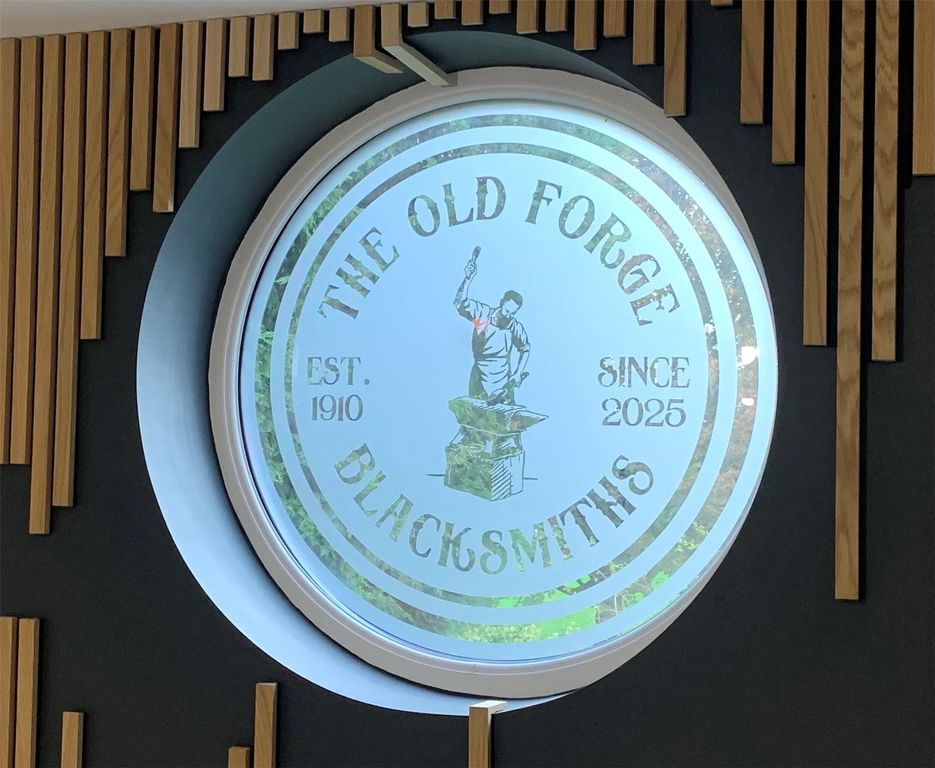 THE OLD FORGE
EST.
1910
SINCE
2025
BLACKSMITHS